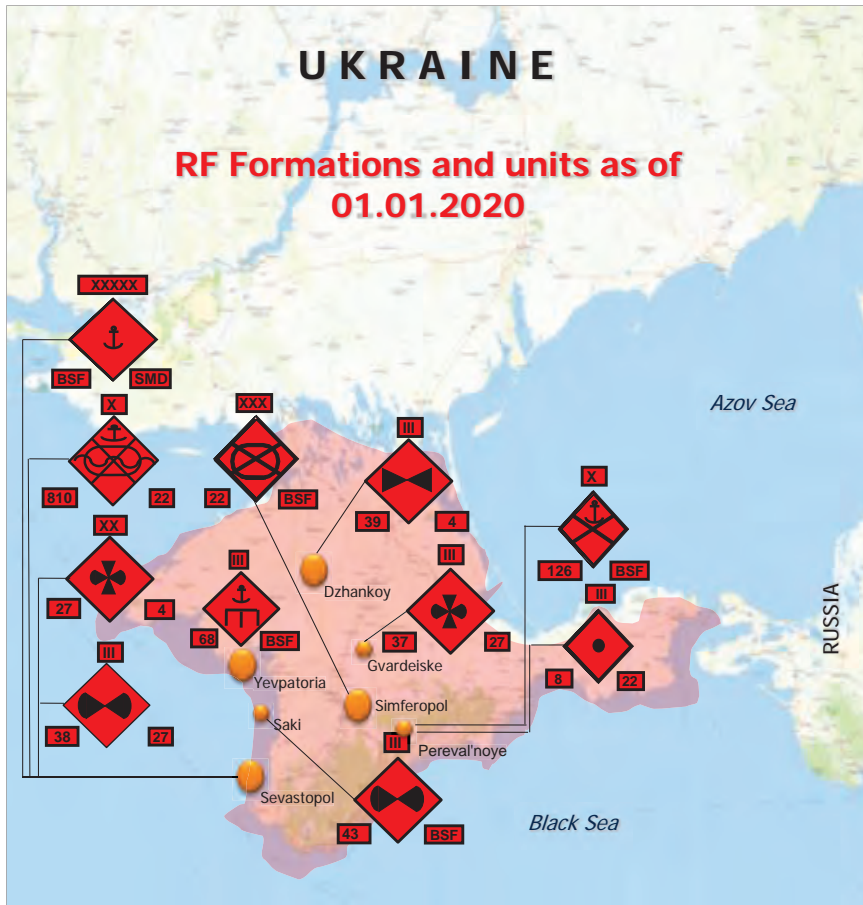 UKRAINE
RF Formations and units as of
01.01.2020
XXXXX
BSF SMD
Azov Sea
X
810 22
XXX
22 BSF
III
39 4
X
126 BSF
XX
27 4
III
68 BSF
Dzhankoy
III
37 27
Gvardeiske
III
8 22
RUSSIA
Yevpatoria
III
38 27
Saki
Simferopol
Pereval'noye
III
43 BSF
Sevastopol
Black Sea